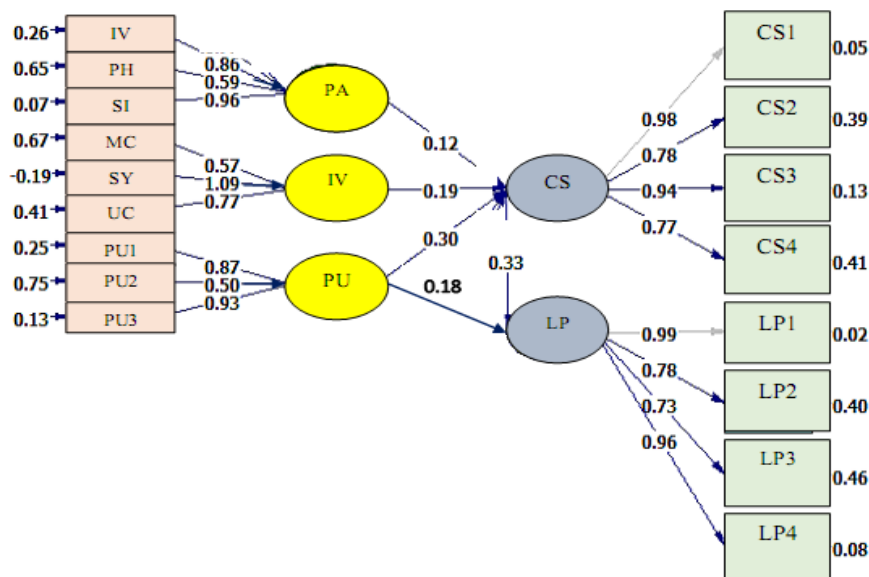 0.26 IV
0.65 PH
0.07 SI
0.67 MC
-0.19 SY
0.41 UC
0.25 PU1
0.75 PU2
0.13 PU3
0.86
0.59
0.96
0.57
1.09
0.77
0.87
0.50
0.93
PA
IV
PU
0.12
0.19
0.30
0.18
0.33
CS
LP
0.98
0.78
0.94
0.77
0.99
0.78
0.73
0.96
CS1 0.05
CS2 0.39
CS3 0.13
CS4 0.41
LP1 0.02
LP2 0.40
LP3 0.46
LP4 0.08